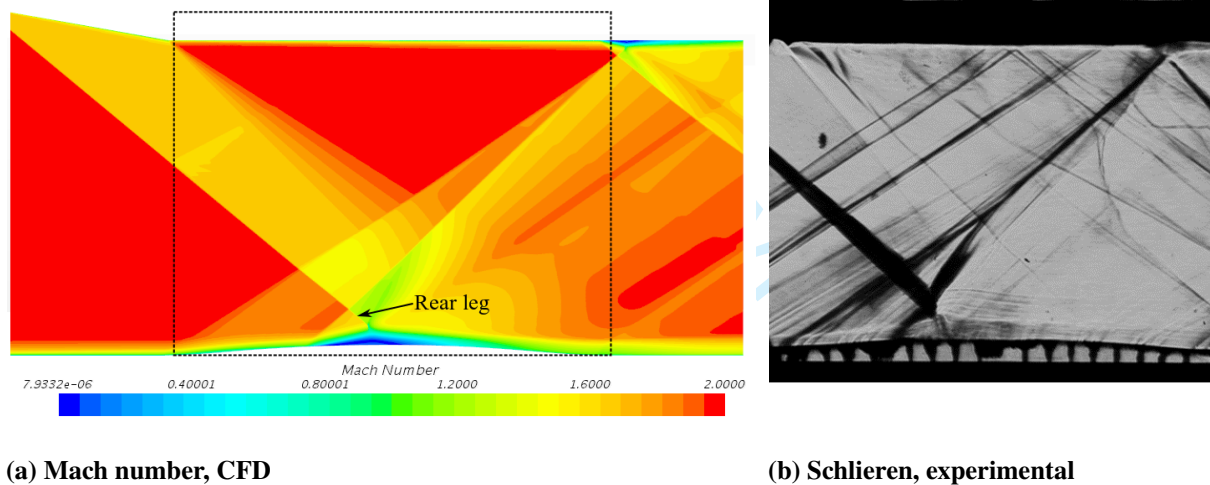 Rear leg
Mach Number
7.9332e-06 0.40001 0.80001 1.2000 1.6000 2.0000
(a) Mach number, CFD
(b) Schlieren, experimental